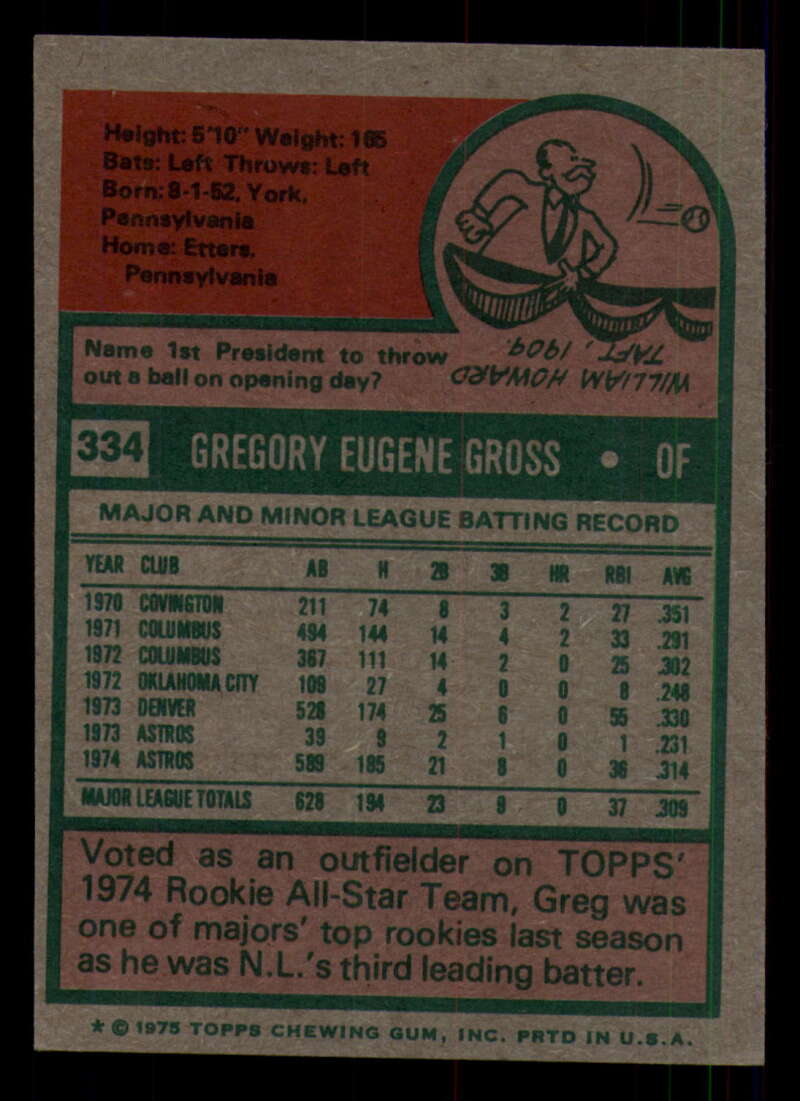 Height: 5'10" Weight: 165
Bats: Left Throws: Left
Born: 8-1-52, York,
Pennsylvania
Home: Etters,
Pennsylvania
Name 1st President to throw
out a ball on opening day?
WILLIAM HOWARD
TAFT, 1909.
334 GREGORY EUGENE GROSS • OF
MAJOR AND MINOR LEAGUE BATTING RECORD
YEAR CLUB AB H 2B 3B HR RBI AVG
1970 COVINGTON 211 74 8 3 2 27 .351
1971 COLUMBUS 494 144 14 4 2 33 .291
1972 COLUMBUS 367 111 14 2 0 25 .302
1972 OKLAHOMA CITY 109 27 4 0 0 8 .248
1973 DENVER 528 174 25 6 0 55 .330
1973 ASTROS 39 9 2 1 0 1 .231
1974 ASTROS 589 185 21 8 0 36 .314
MAJOR LEAGUE TOTALS 628 194 23 9 0 37 .309
Voted as an outfielder on TOPPS'
1974 Rookie All-Star Team, Greg was
one of majors' top rookies last season
as he was N.L.'s third leading batter.
* © 1975 TOPPS CHEWING GUM, INC. PRTD IN U.S.A.